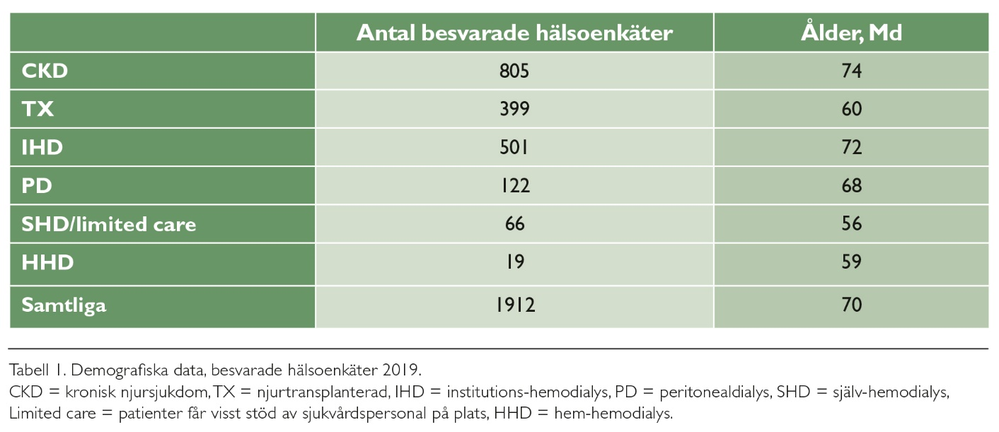 Antal besvarade hälsoenkäter Ålder, Md
CKD 805 74
TX 399 60
IHD 501 72
PD 122 68
SHD/limited care 66 56
HHD 19 59
Samtliga 1912 70
Tabell 1. Demografiska data, besvarade hälsoenkäter 2019.
CKD = kronisk njursjukdom, TX = njurtransplanterad, IHD = institutions-hemodialys, PD = peritonealdialys, SHD = själv-hemodialys,
Limited care = patienter får visst stöd av sjukvårdspersonal på plats, HHD = hem-hemodialys.